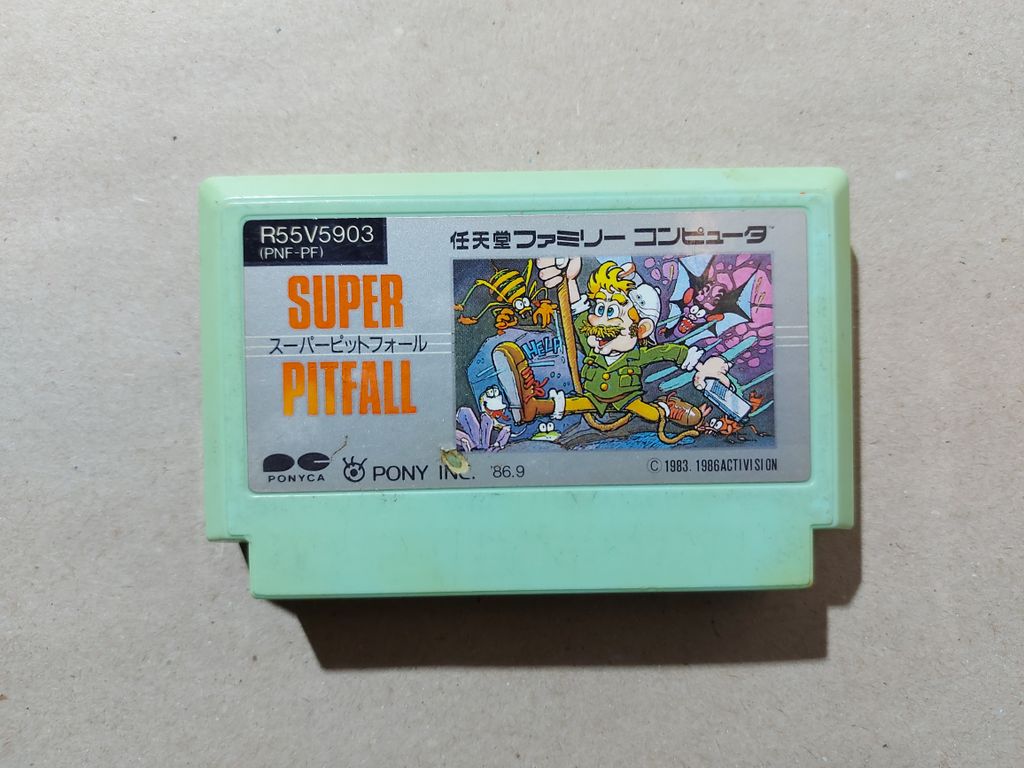 R55V5903
(PNF-PF)
任天堂ファミリー コンピュータ™
SUPER
スーパーピットフォール
PITFALL
HELP
PONYCA
PONY INC. '86.9
© 1983. 1986ACTIVISION